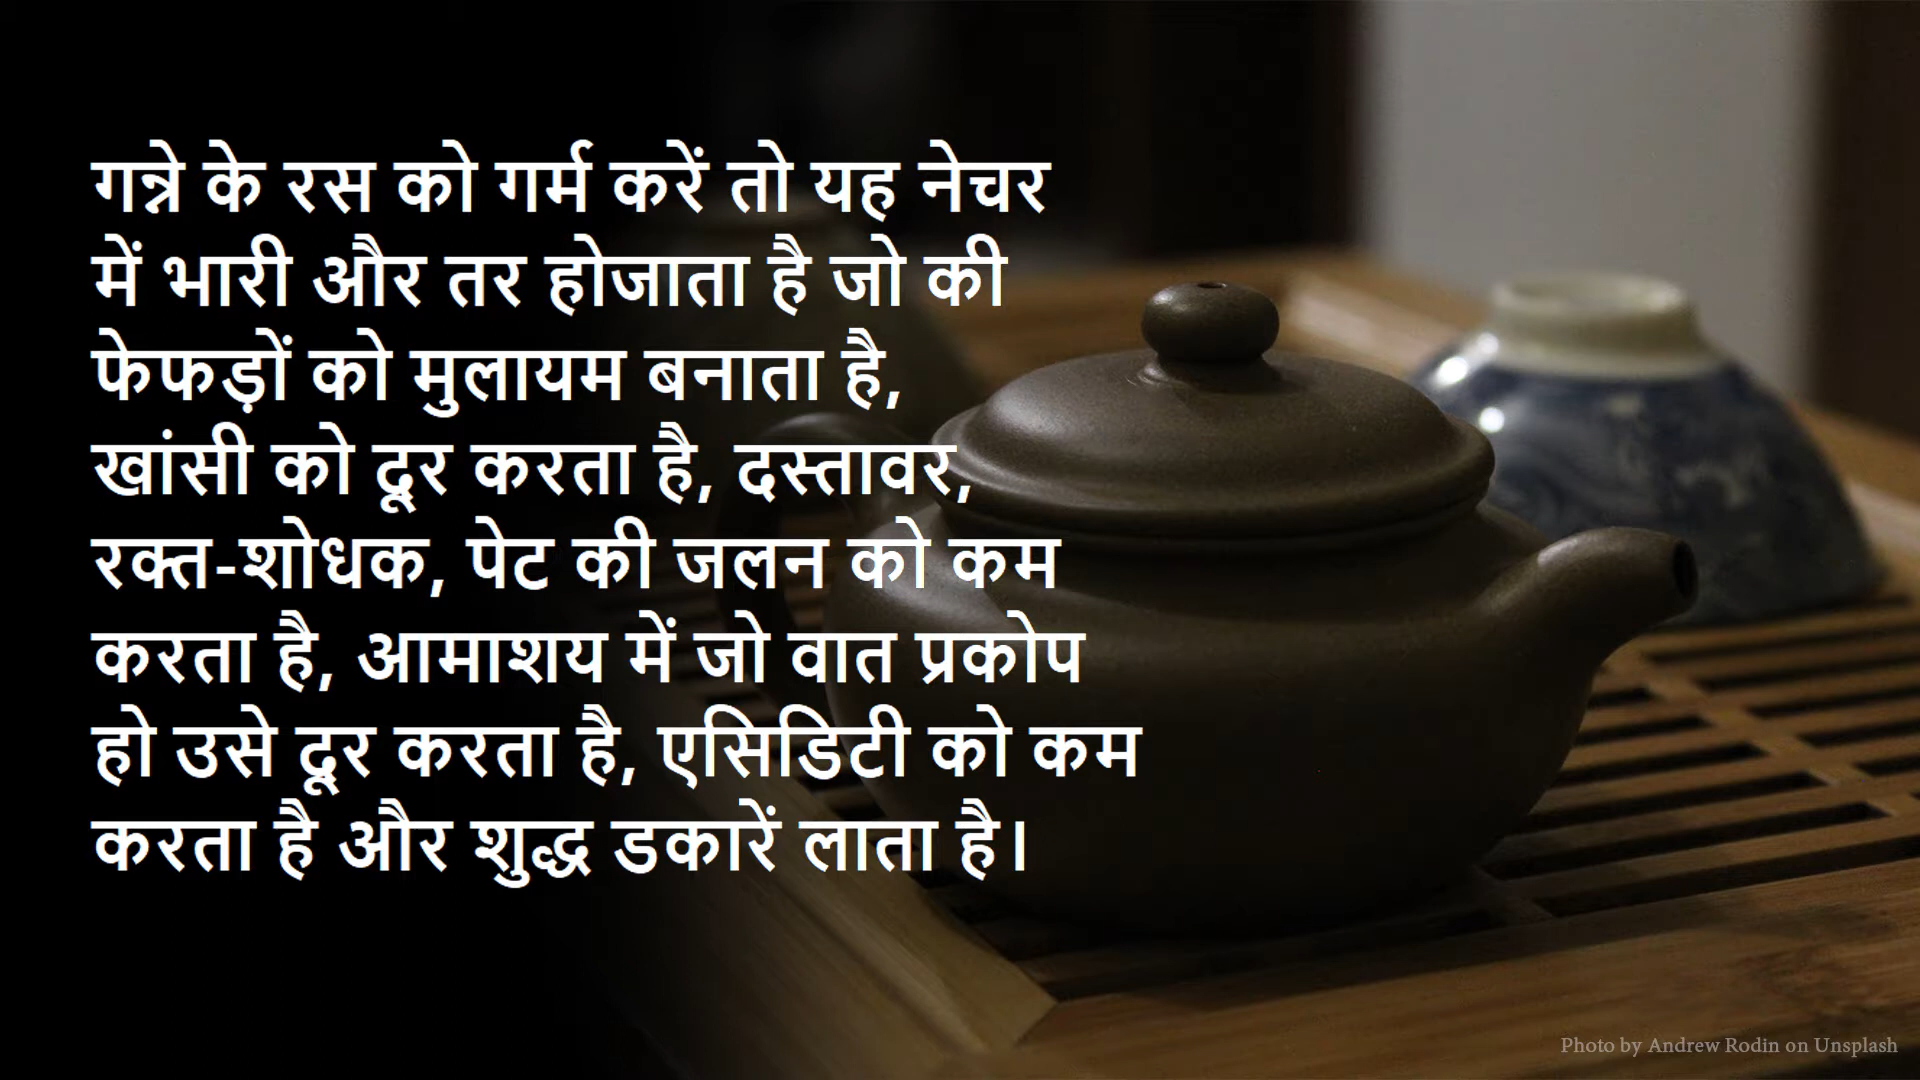 गन्ने के रस को गर्म करें तो यह नेचर
में भारी और तर होजाता है जो की
फेफड़ों को मुलायम बनाता है,
खांसी को दूर करता है, दस्तावर,
रक्त-शोधक, पेट की जलन को कम
करता है, आमाशय में जो वात प्रकोप
हो उसे दूर करता है, एसिडिटी को कम
करता है और शुद्ध डकारें लाता है।
Photo by Andrew Rodin on Unsplash